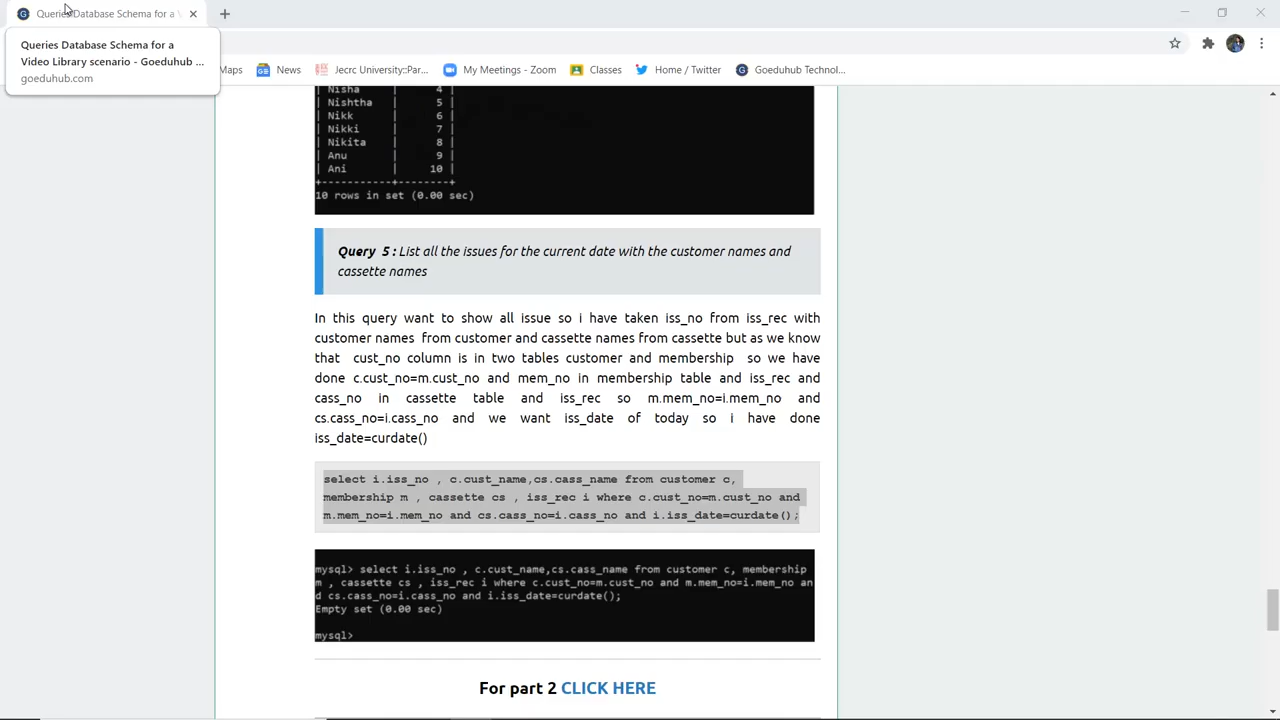 Queries Database Schema for a
Queries Database Schema for a
Video Library scenario - Goeduhub ...
goeduhub.com
Maps
News
Jecrc University::Par...
My Meetings - Zoom
Classes
Home / Twitter
Goeduhub Technol...
| Nisha | 4 |
| Nishtha | 5 |
| Nikk | 6 |
| Nikki | 7 |
| Nikita | 8 |
| Anu | 9 |
| Ani | 10 |
+-----------+--------+
10 rows in set (0.00 sec)
Query 5 : List all the issues for the current date with the customer names and
cassette names
In this query want to show all issue so i have taken iss_no from iss_rec with
customer names from customer and cassette names from cassette but as we know
that cust_no column is in two tables customer and membership so we have
done c.cust_no=m.cust_no and mem_no in membership table and iss_rec and
cass_no in cassette table and iss_rec so m.mem_no=i.mem_no and
cs.cass_no=i.cass_no and we want iss_date of today so i have done
iss_date=curdate()
select i.iss_no , c.cust_name,cs.cass_name from customer c,
membership m , cassette cs , iss_rec i where c.cust_no=m.cust_no and
m.mem_no=i.mem_no and cs.cass_no=i.cass_no and i.iss_date=curdate();
mysql> select i.iss_no , c.cust_name,cs.cass_name from customer c, membership
m , cassette cs , iss_rec i where c.cust_no=m.cust_no and m.mem_no=i.mem_no an
d cs.cass_no=i.cass_no and i.iss_date=curdate();
Empty set (0.00 sec)
mysql>
For part 2 CLICK HERE